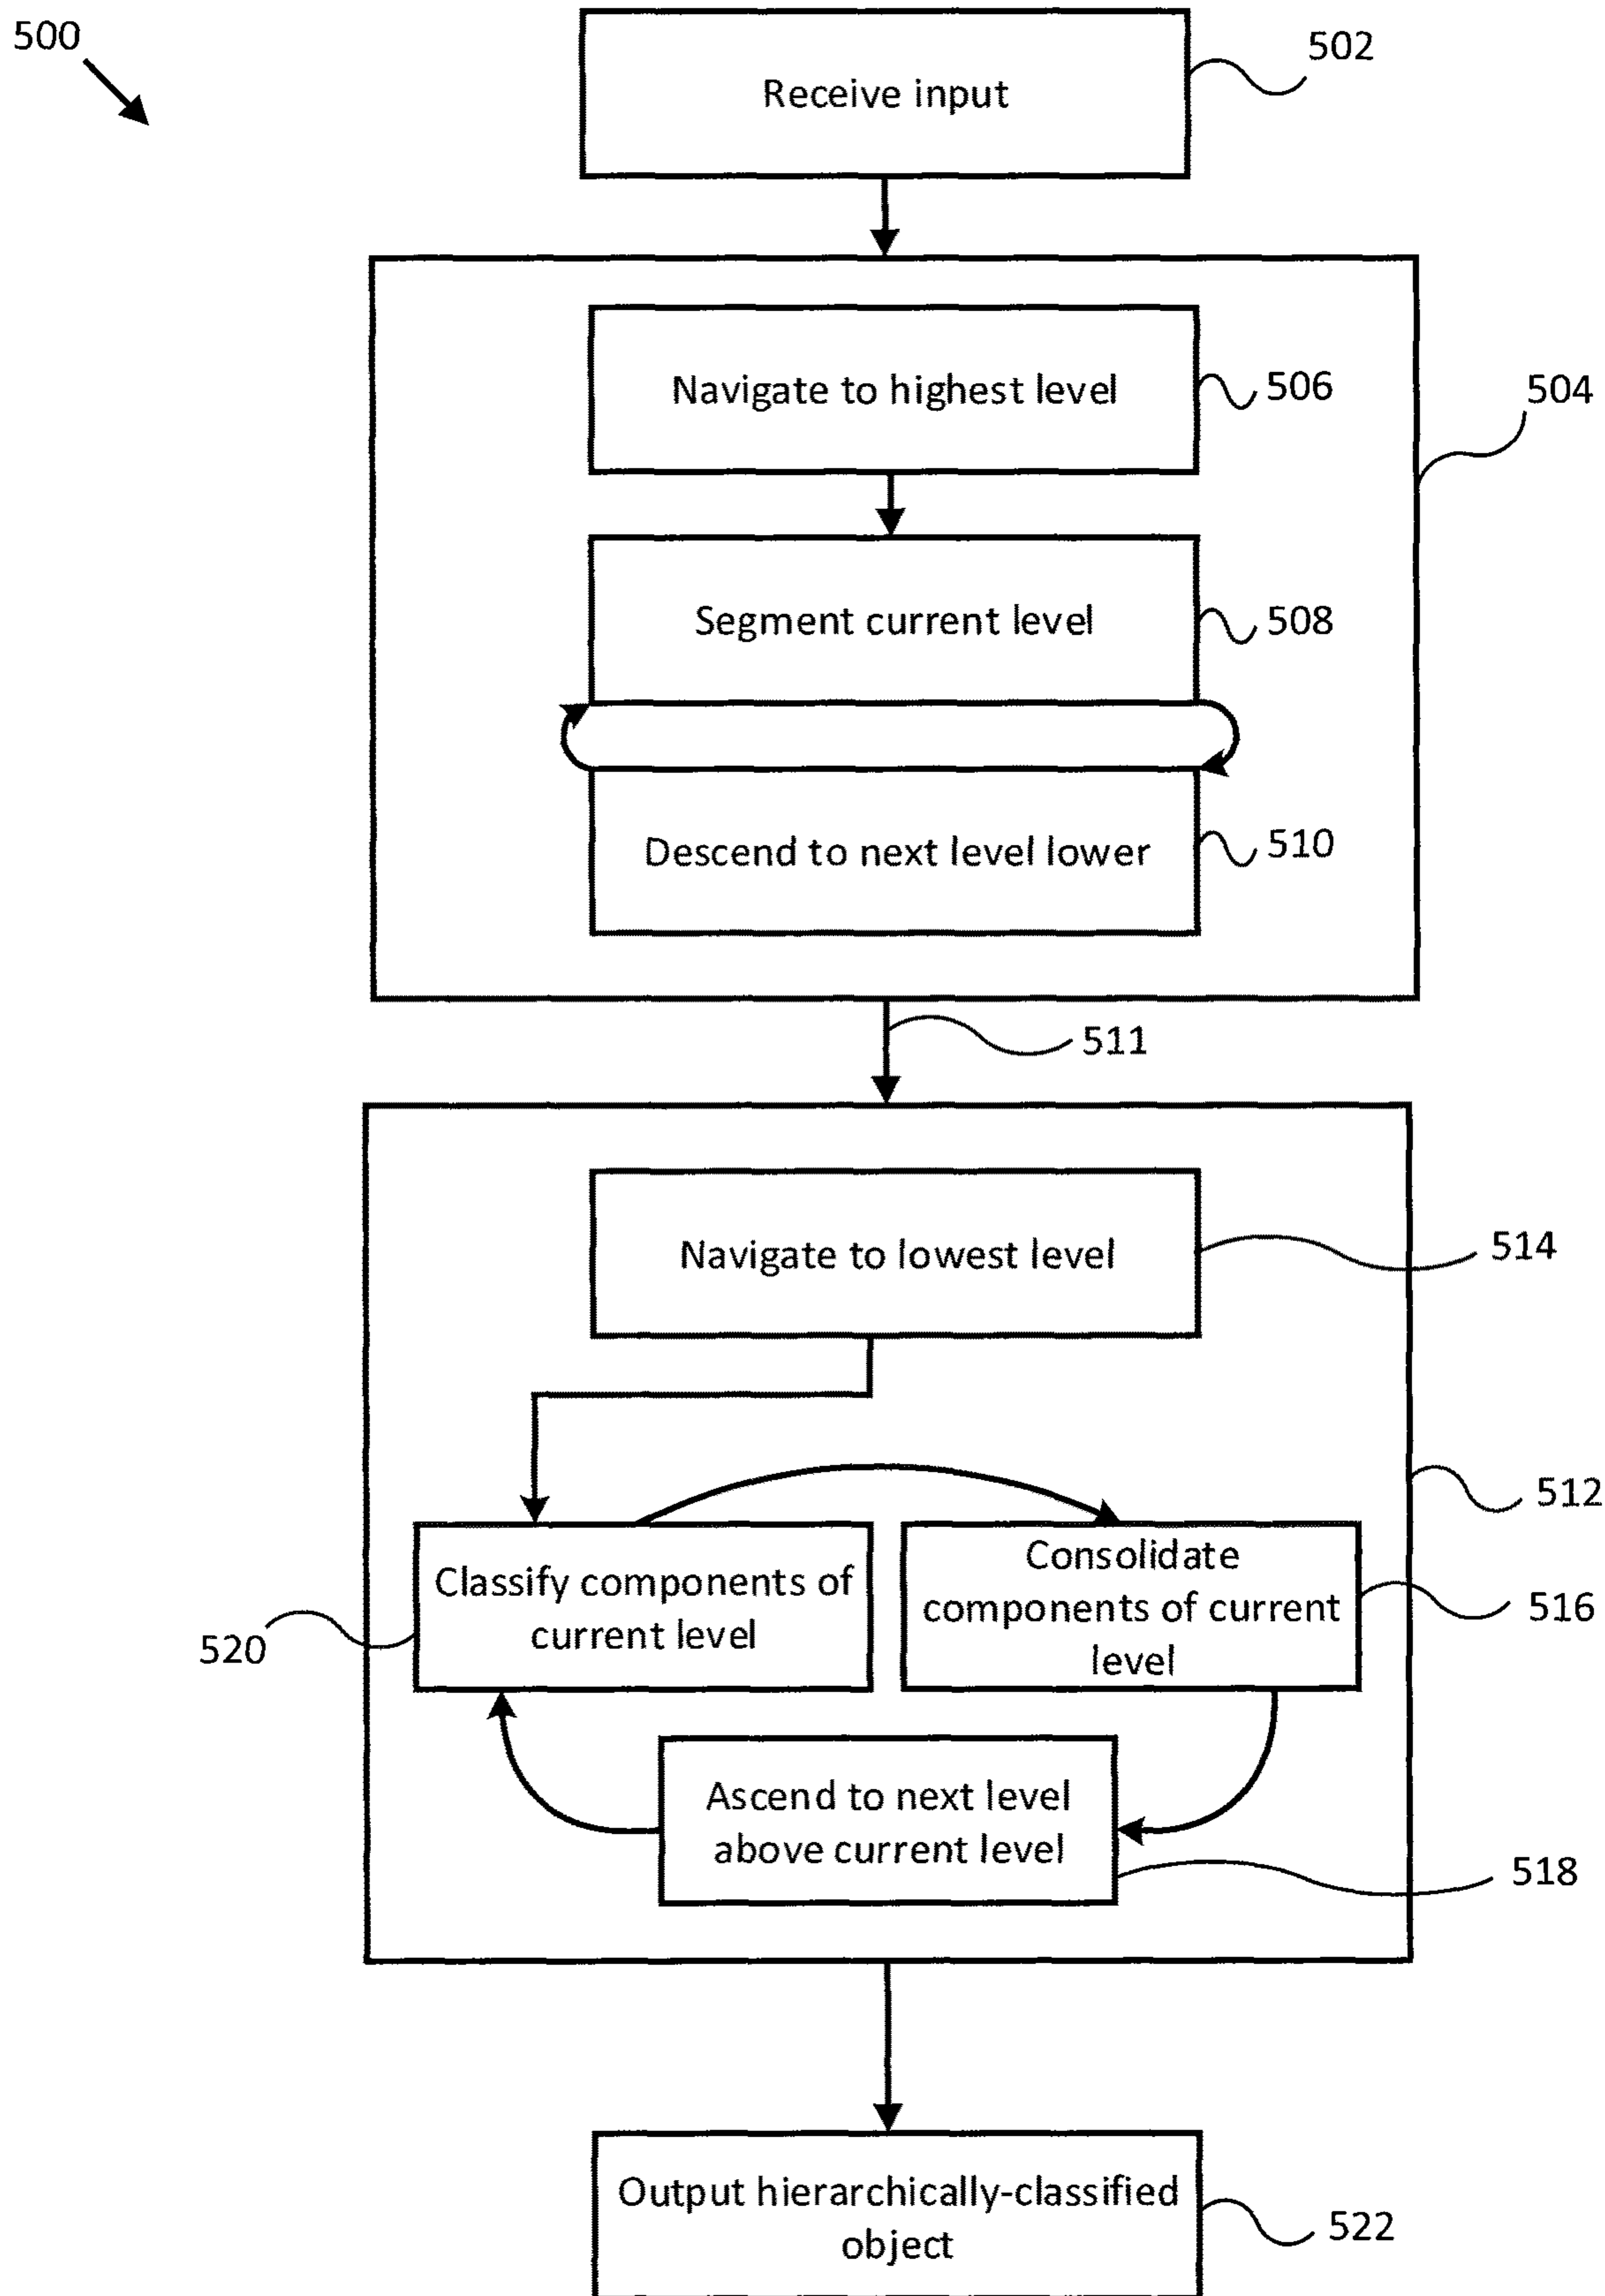 500
Receive input
502
504
Navigate to highest level
506
Segment current level
508
Descend to next level lower
510
511
512
Navigate to lowest level
514
Classify components of
current level
520
Consolidate
components of current
level
516
Ascend to next level
above current level
518
Output hierarchically-classified
object
522